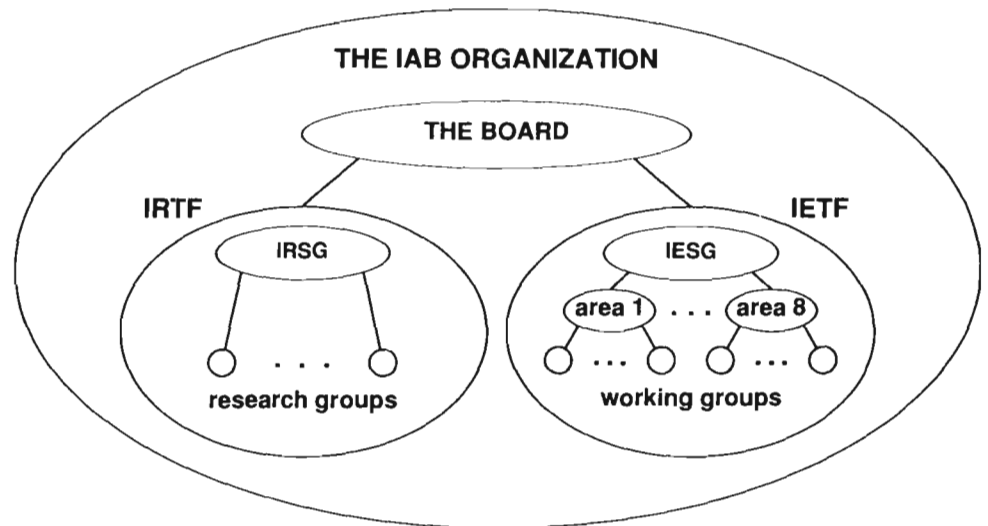 THE IAB ORGANIZATION
THE BOARD
IRTF
IETF
IRSG
IESG
area 1 . . . area 8
. . .
... ...
research groups
working groups